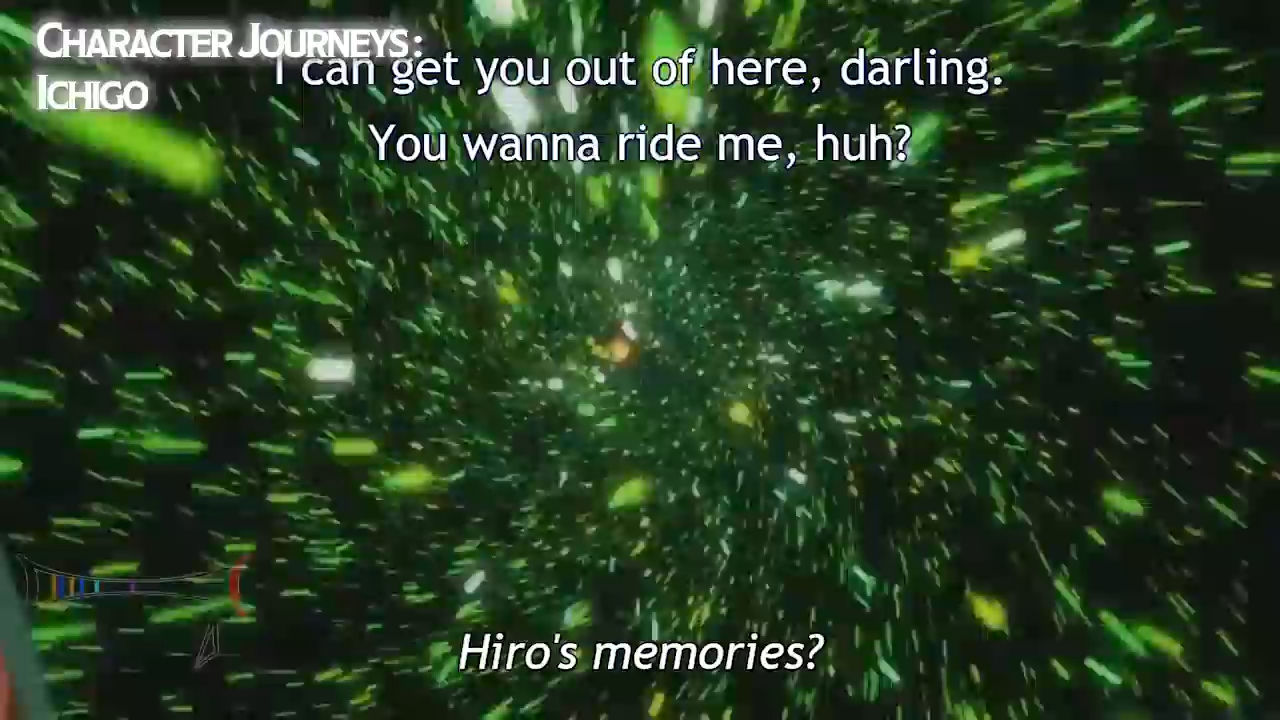 Character Journeys:
Ichigo
I can get you out of here, darling.
You wanna ride me, huh?
Hiro's memories?